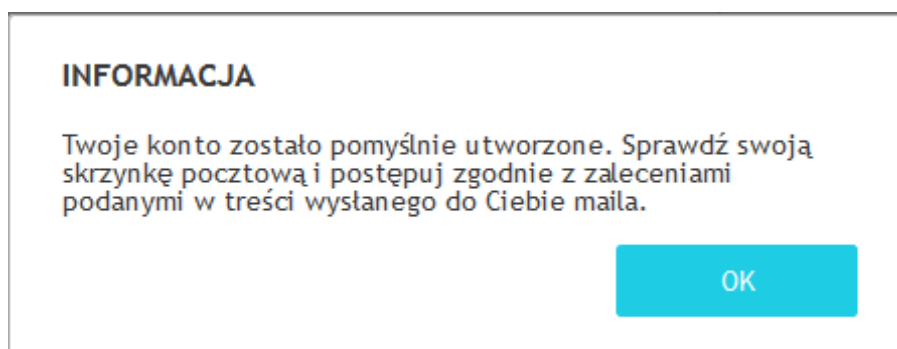 INFORMACJA
Twoje konto zostało pomyślnie utworzone. Sprawdź swoją
skrzynkę pocztową i postępuj zgodnie z zaleceniami
podanymi w treści wysłanego do Ciebie maila.
OK